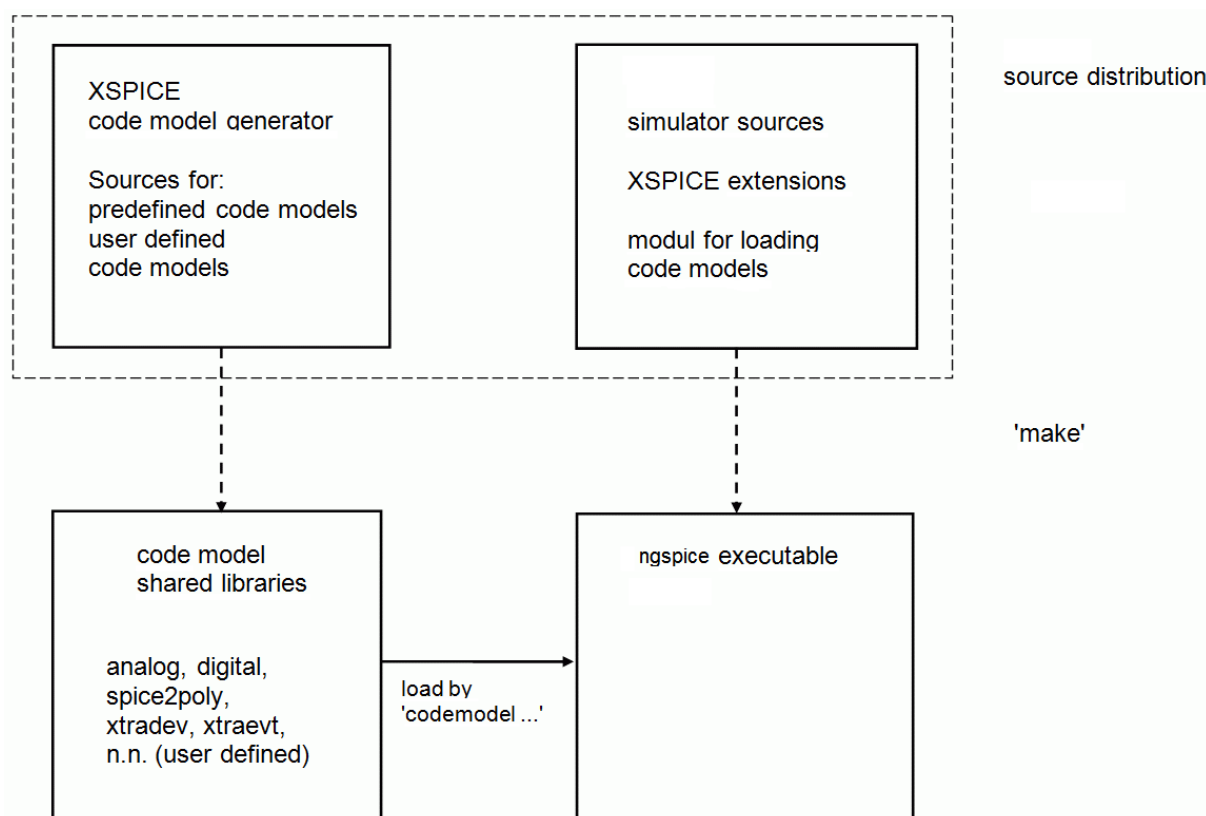 XSPICE
code model generator
Sources for:
predefined code models
user defined
code models
simulator sources
XSPICE extensions
modul for loading
code models
source distribution
'make'
code model
shared libraries
analog, digital,
spice2poly,
xtradev, xtraevt,
n.n. (user defined)
load by
'codemodel ...'
ngspice executable